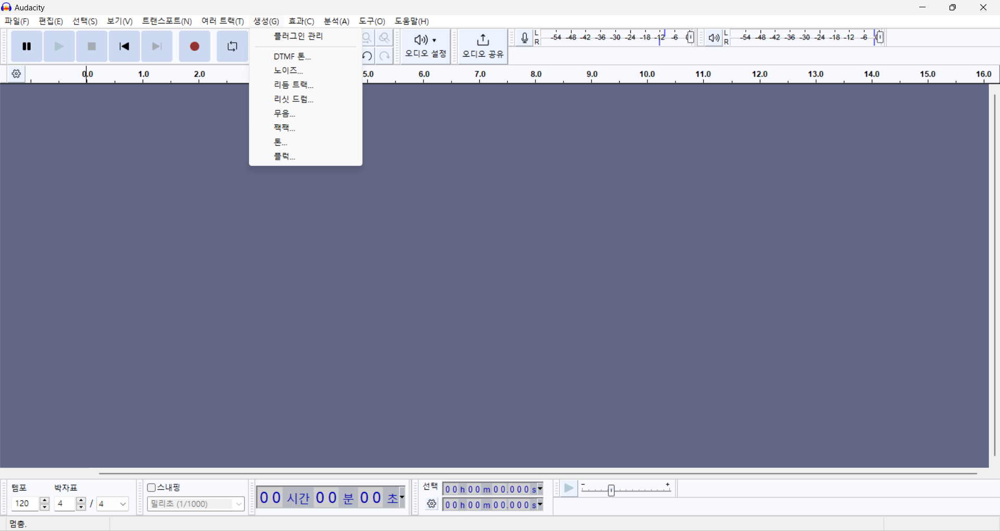 Audacity
파일(F) 편집(E) 선택(S) 보기(V) 트랜스포트(N) 여러 트랙(T) 생성(G) 효과(C) 분석(A) 도구(O) 도움말(H)
플러그인 관리
DTMF 톤...
노이즈...
리듬 트랙...
리싯 드럼...
무음...
짹짹...
톤...
플럭...
오디오 설정
오디오 공유
L
R
-54 -48 -42 -36 -30 -24 -18 -12 -6 0
L
R
-54 -48 -42 -36 -30 -24 -18 -12 -6 0
0.0 1.0 2.0 5.0 6.0 7.0 8.0 9.0 10.0 11.0 12.0 13.0 14.0 15.0 16.0
템포 박자표
120 4 / 4
스내핑
밀리초 (1/1000)
00 시간 00 분 00 초
선택
00 h 00 m 00.000 s
00 h 00 m 00.000 s
- +
멈춤.